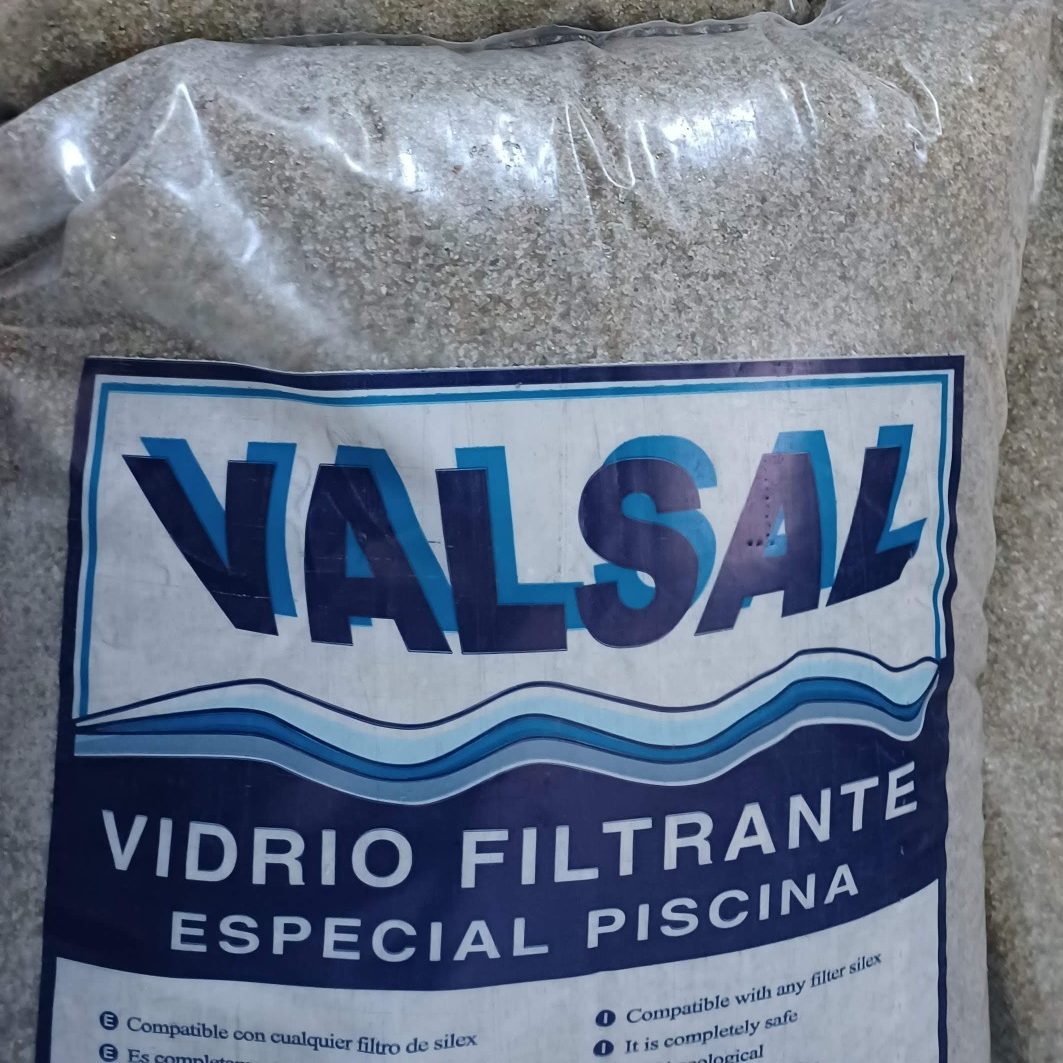 VALSAL
VIDRIO FILTRANTE
ESPECIAL PISCINA
E Compatible con cualquier filtro de silex
E Es
I Compatible with any filter silex
I It is completely safe